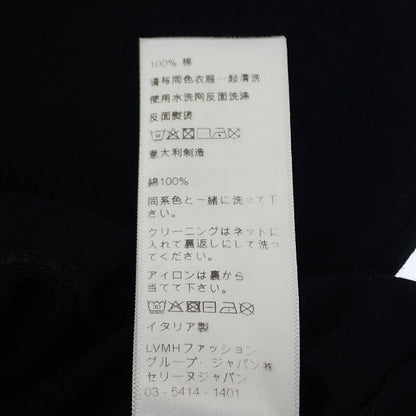 100% 棉
请与同色衣服一起清洗
使用水洗网反面洗涤
反面熨烫
意大利制造
綿100%
同系色と一緒に洗って下
さい。
クリーニングはネットに
入れて裏返しにして洗っ
てください。
アイロンは裏から
当てて下さい。
イタリア製
LVMHファッション・
グループ・ジャパン㈱
セリーヌジャパン
03-5414-1401